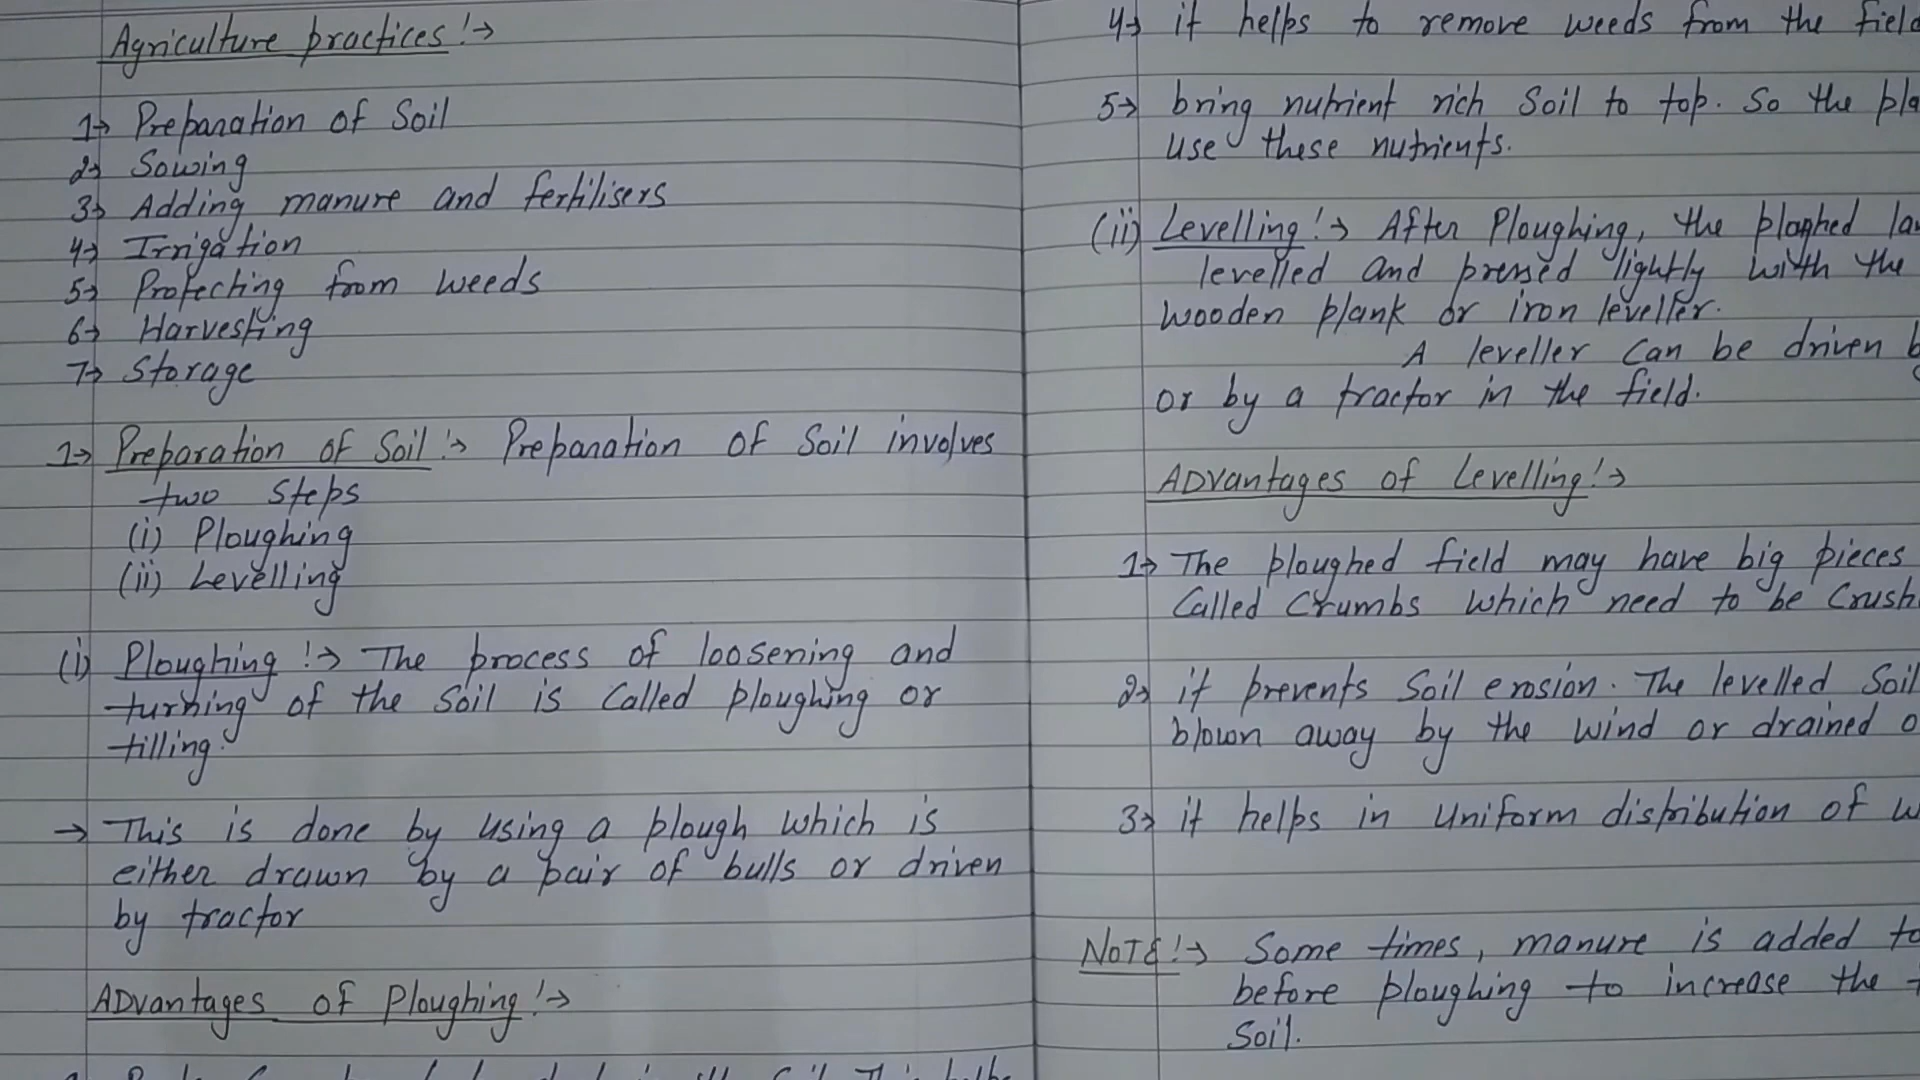 Agriculture practices :→
1→ Preparation of Soil
2→ Sowing
3→ Adding manure and fertilisers
4→ Irrigation
5→ Protecting from weeds
6→ Harvesting
7→ Storage
1→ Preparation of Soil :→ Preparation of Soil involves
two steps
(i) Ploughing
(ii) Levelling
(i) Ploughing :→ The process of loosening and
turning of the soil is called ploughing or
tilling.
→ This is done by using a plough which is
either drawn by a pair of bulls or driven
by tractor
ADvantages of Ploughing :→
4→ it helps to remove weeds from the field
5→ bring nutrient rich Soil to top. So the pla
use these nutrients.
(ii) Levelling :→ After Ploughing, the ploghed la
levelled and pressed lightly with the
wooden plank or iron leveller.
A leveller can be driven b
or by a tractor in the field.
ADvantages of Levelling :→
1→ The ploughed field may have big pieces
Called Crumbs which need to be Crush
2→ it prevents Soil erosion. The levelled Soil
blown away by the wind or drained o
3→ it helps in uniform distribution of w
NOTE :→ Some times, manure is added to
before ploughing to increase the
Soil.